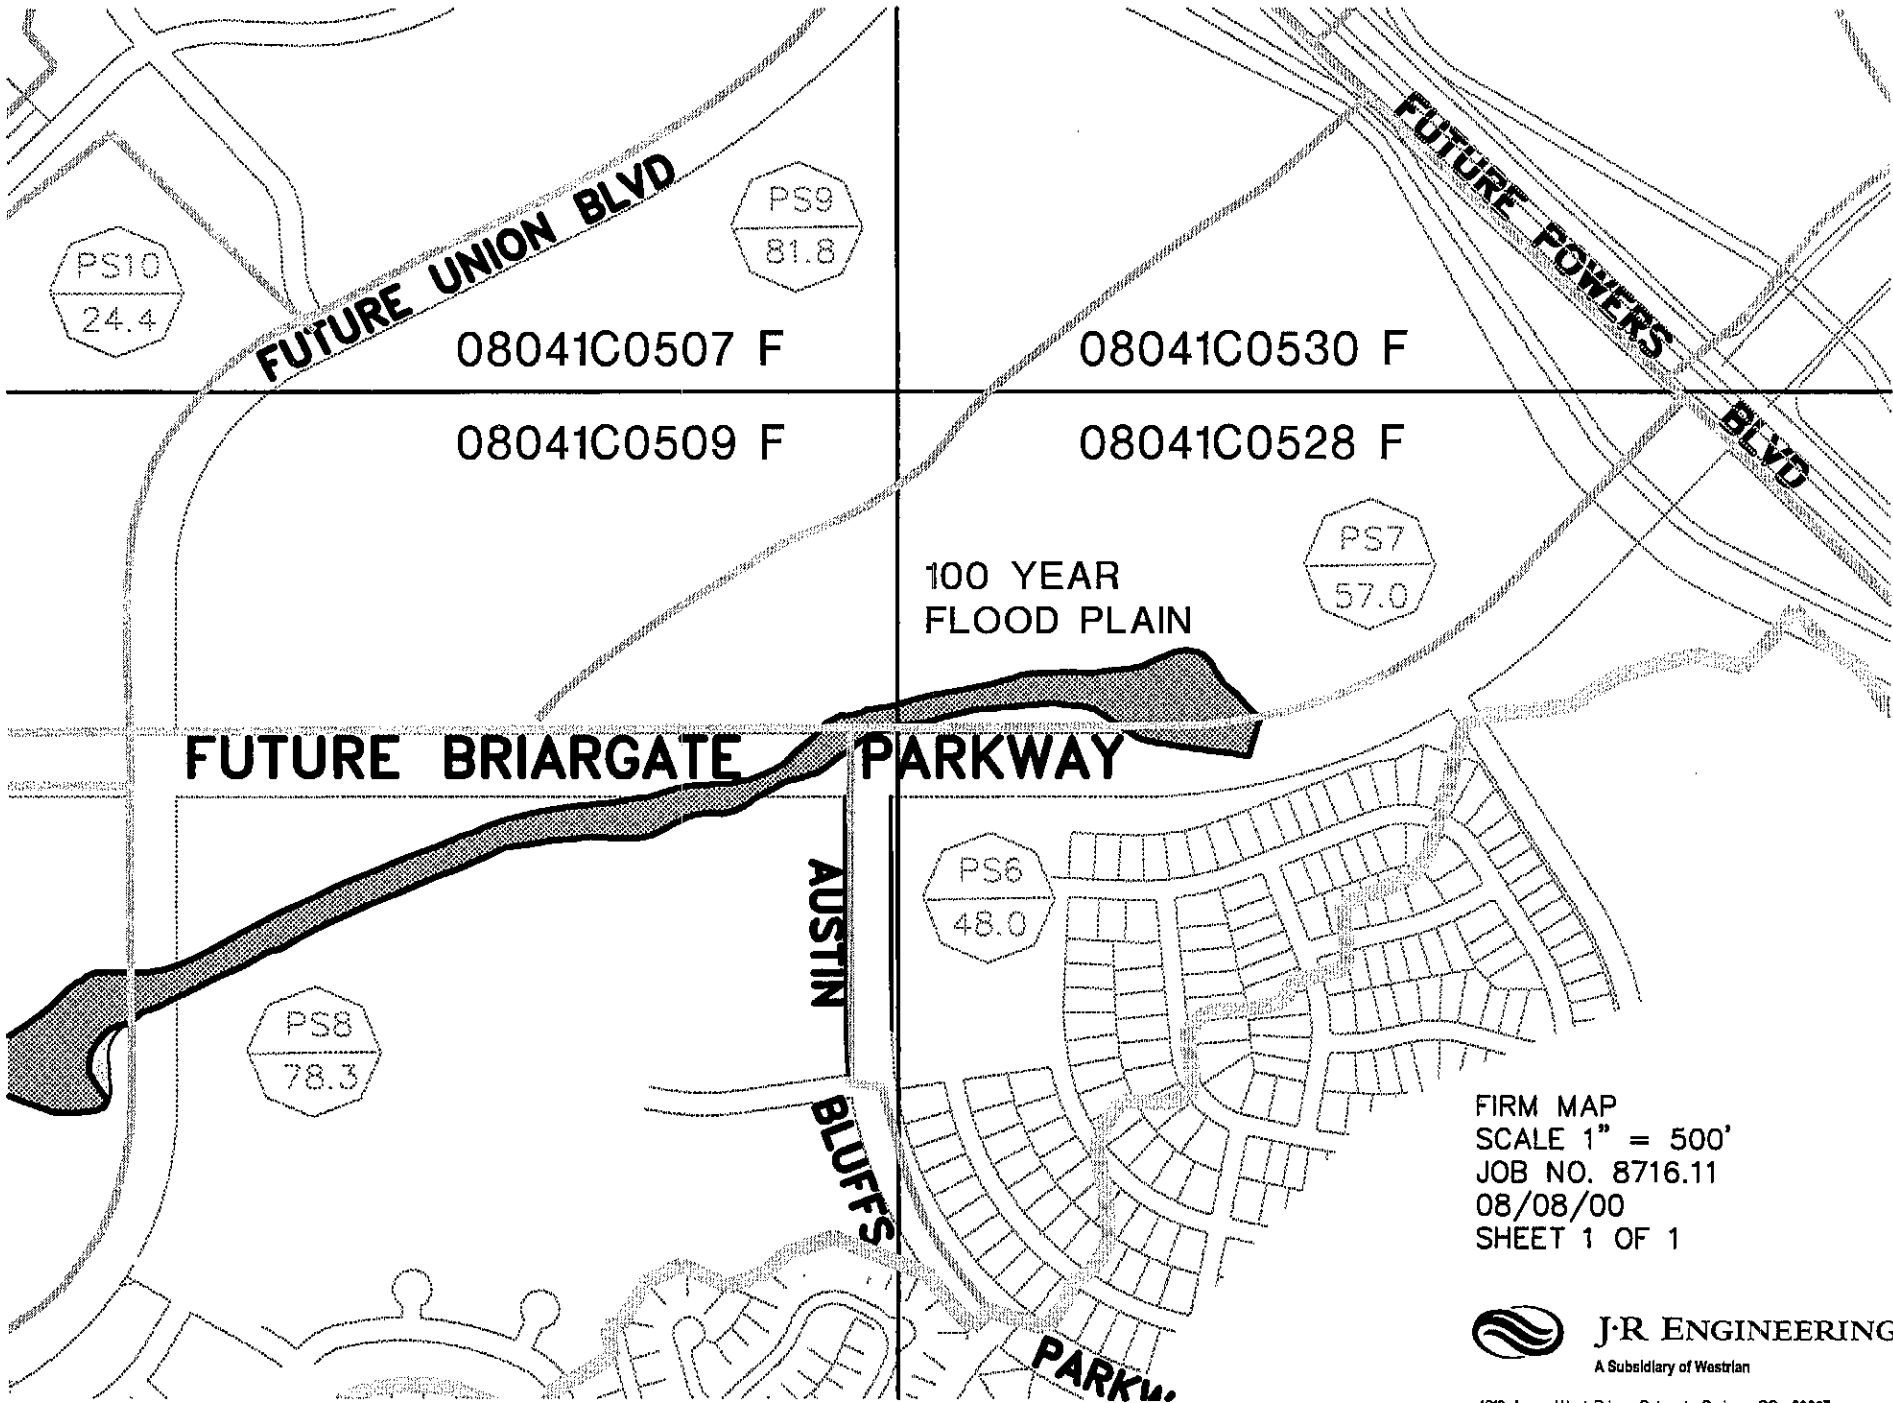 FUTURE UNION BLVD
FUTURE POWERS BLVD
PS9
81.8
PS10
24.4
08041C0507 F
08041C0530 F
08041C0509 F
08041C0528 F
PS7
57.0
100 YEAR
FLOOD PLAIN
FUTURE BRIARGATE PARKWAY
AUSTIN BLUFFS
PS6
48.0
PS8
78.3
FIRM MAP
SCALE 1" = 500'
JOB NO. 8716.11
08/08/00
SHEET 1 OF 1
J·R ENGINEERING
A Subsidiary of Westrian
PARKW